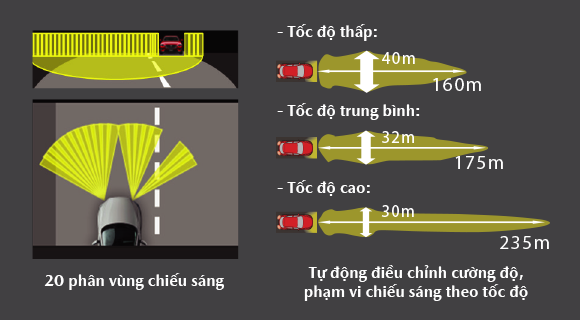 - Tốc độ thấp:
40m
160m
- Tốc độ trung bình:
32m
175m
- Tốc độ cao:
30m
235m
20 phân vùng chiếu sáng
Tự động điều chỉnh cường độ,
phạm vi chiếu sáng theo tốc độ